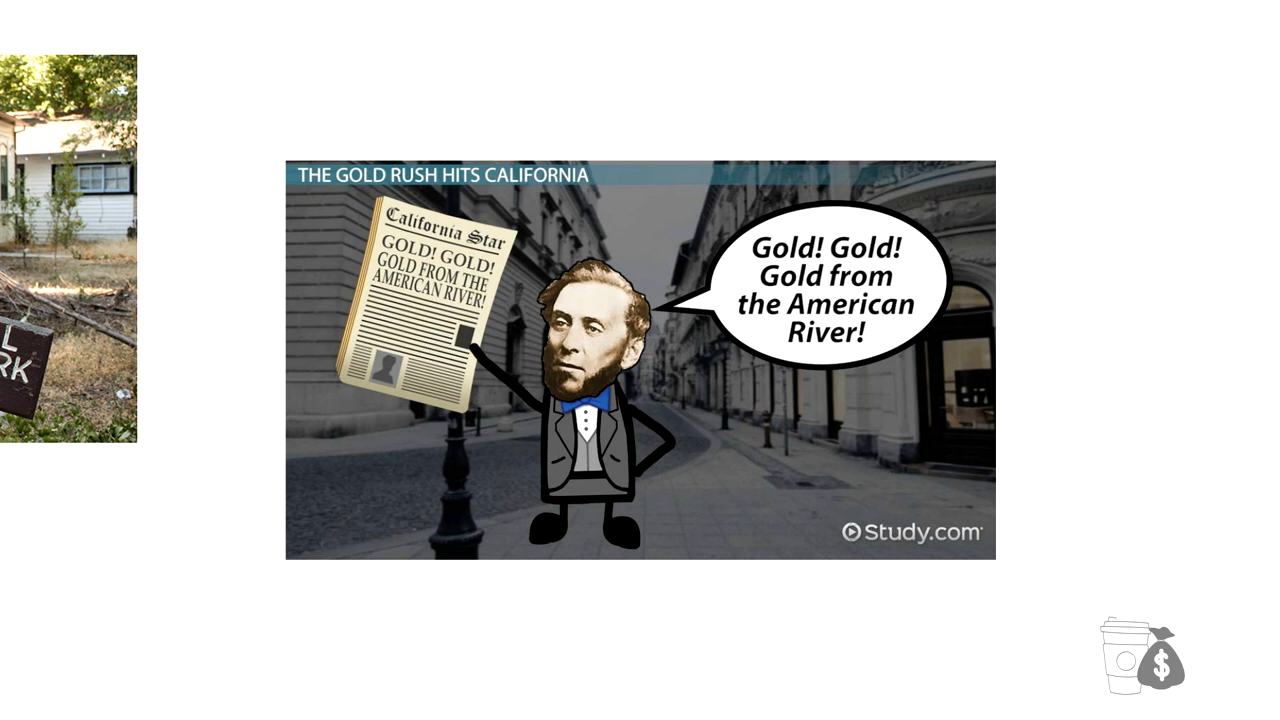 L
RK
THE GOLD RUSH HITS CALIFORNIA
California Star
GOLD! GOLD!
GOLD FROM THE
AMERICAN RIVER!
Gold! Gold!
Gold from
the American
River!
Study.com
$